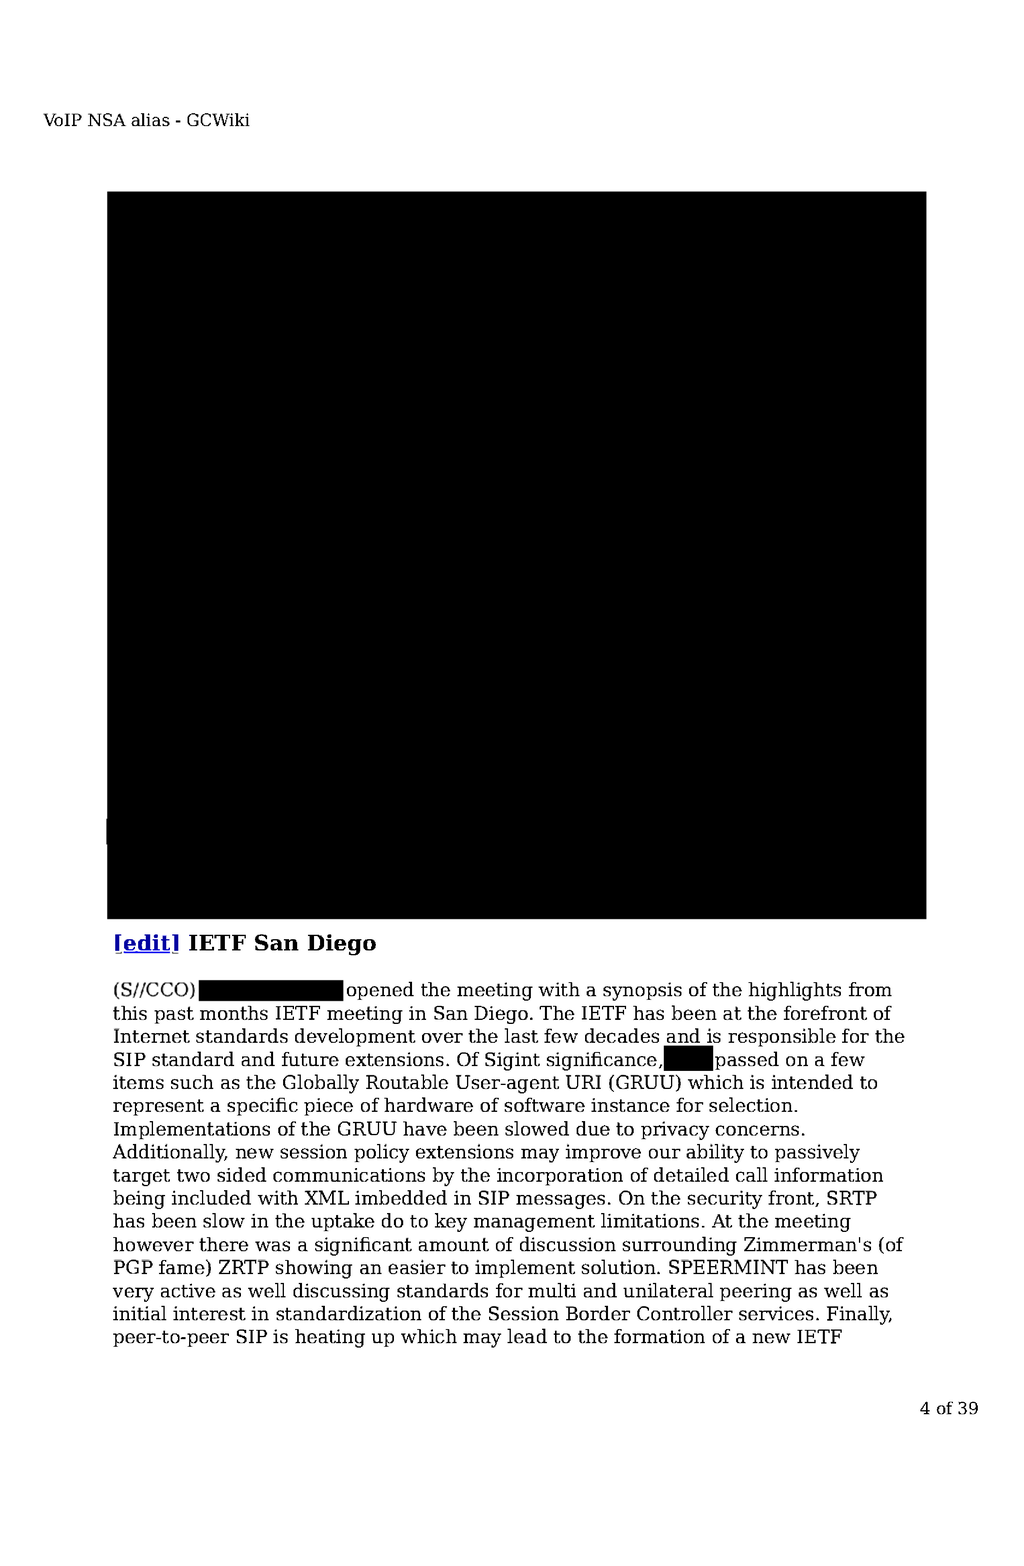 VoIP NSA alias - GCWiki
[edit] IETF San Diego
(S//CCO) opened the meeting with a synopsis of the highlights from
this past months IETF meeting in San Diego. The IETF has been at the forefront of
Internet standards development over the last few decades and is responsible for the
SIP standard and future extensions. Of Sigint significance, passed on a few
items such as the Globally Routable User-agent URI (GRUU) which is intended to
represent a specific piece of hardware of software instance for selection.
Implementations of the GRUU have been slowed due to privacy concerns.
Additionally, new session policy extensions may improve our ability to passively
target two sided communications by the incorporation of detailed call information
being included with XML imbedded in SIP messages. On the security front, SRTP
has been slow in the uptake do to key management limitations. At the meeting
however there was a significant amount of discussion surrounding Zimmerman's (of
PGP fame) ZRTP showing an easier to implement solution. SPEERMINT has been
very active as well discussing standards for multi and unilateral peering as well as
initial interest in standardization of the Session Border Controller services. Finally,
peer-to-peer SIP is heating up which may lead to the formation of a new IETF
4 of 39